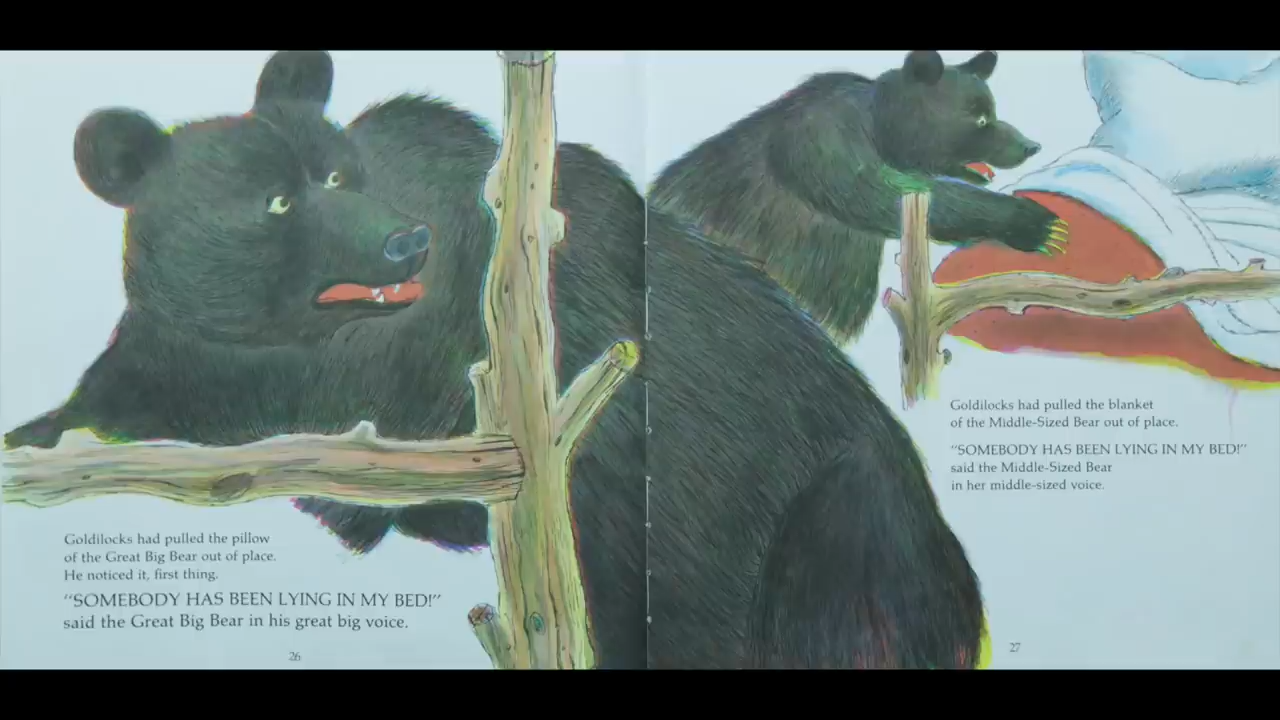 Goldilocks had pulled the pillow
of the Great Big Bear out of place.
He noticed it, first thing.
"SOMEBODY HAS BEEN LYING IN MY BED!"
said the Great Big Bear in his great big voice.
26
Goldilocks had pulled the blanket
of the Middle-Sized Bear out of place.
"SOMEBODY HAS BEEN LYING IN MY BED!"
said the Middle-Sized Bear
in her middle-sized voice.
27